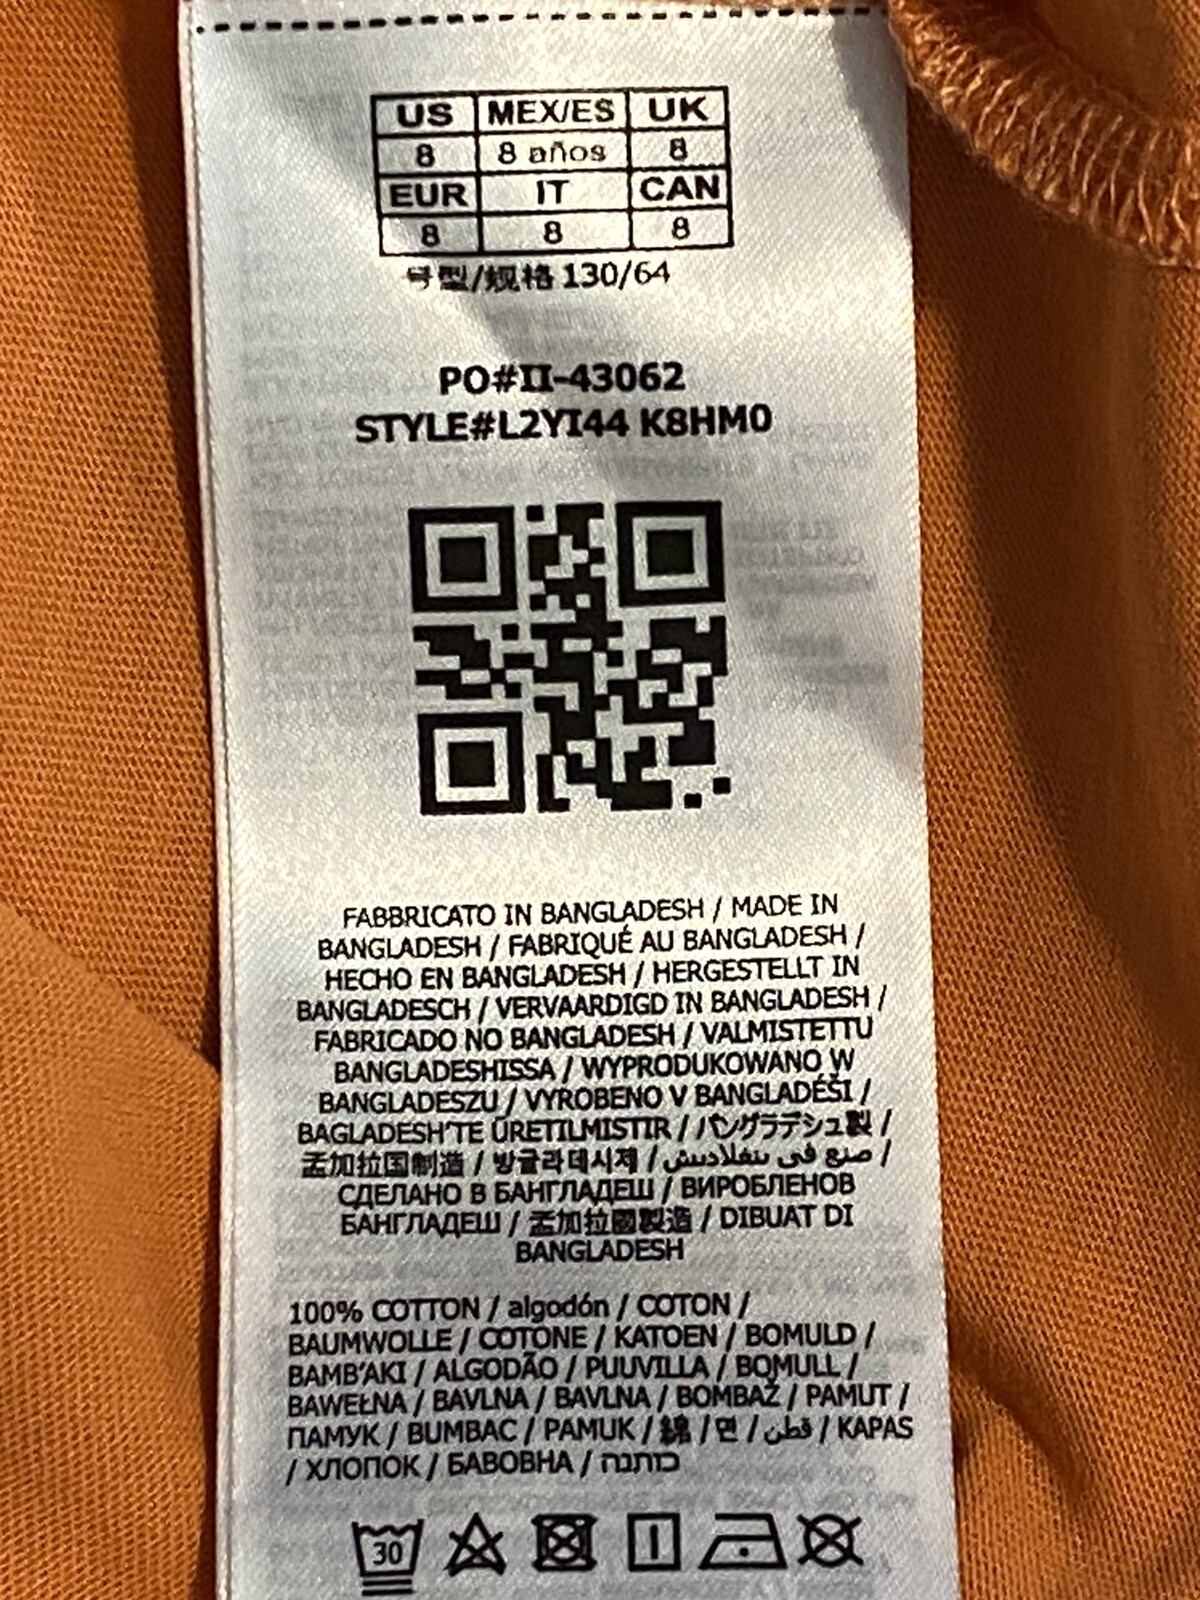 US MEX/ES UK
8 8 años 8
EUR IT CAN
8 8 8
号型/规格 130/64
PO#II-43062
STYLE#L2YI44 K8HM0
FABBRICATO IN BANGLADESH / MADE IN
BANGLADESH / FABRIQUÉ AU BANGLADESH /
HECHO EN BANGLADESH / HERGESTELLT IN
BANGLADESCH / VERVAARDIGD IN BANGLADESH /
FABRICADO NO BANGLADESH / VALMISTETTU
BANGLADESHISSA / WYPRODUKOWANO W
BANGLADESZU / VYROBENO V BANGLADÉŠI /
BAGLADESH'TE ÜRETILMISTIR / バングラデシュ製 /
孟加拉国制造 / 방글라데시제 / صنع في بنغلاديش /
СДЕЛАНО В БАНГЛАДЕШ / ВИРОБЛЕНОВ
БАНГЛАДЕШ / 孟加拉國製造 / DIBUAT DI
BANGLADESH
100% COTTON / algodón / COTON /
BAUMWOLLE / COTONE / KATOEN / BOMULD /
BAMB'AKI / ALGODÃO / PUUVILLA / BOMULL /
BAWEŁNA / BAVLNA / BAVLNA / BOMBAŽ / PAMUT /
ПАМУК / BUMBAC / PAMUK / 綿 / 면 / قطن / KAPAS
/ ХЛОПОК / БАВОВНА / כותנה
30